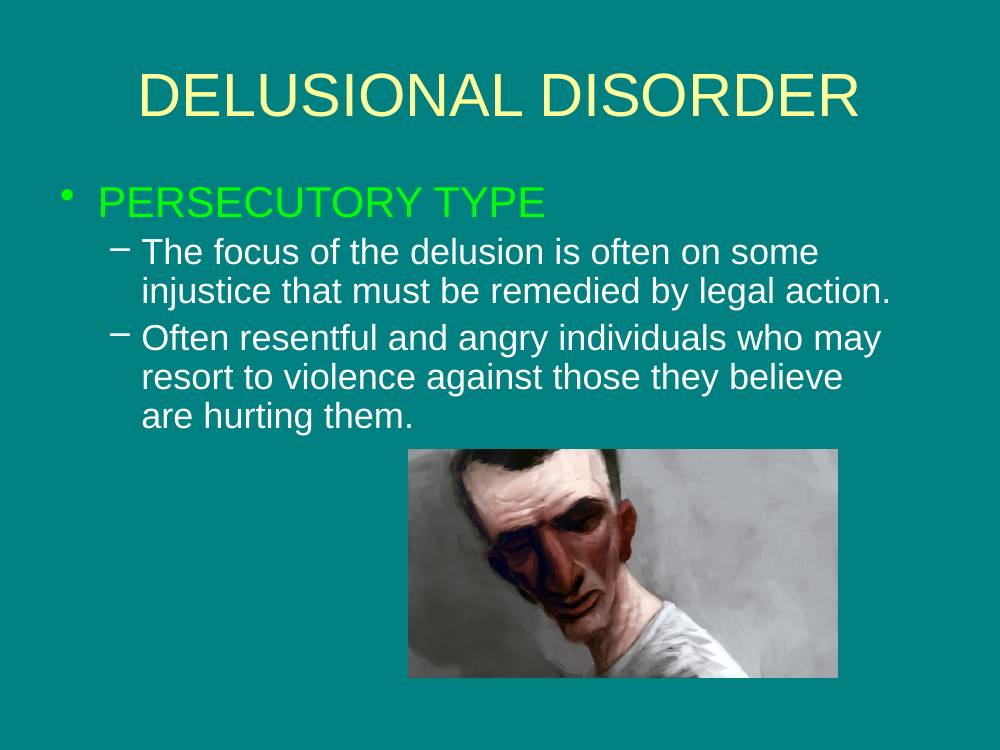 DELUSIONAL DISORDER
• PERSECUTORY TYPE
– The focus of the delusion is often on some
injustice that must be remedied by legal action.
– Often resentful and angry individuals who may
resort to violence against those they believe
are hurting them.